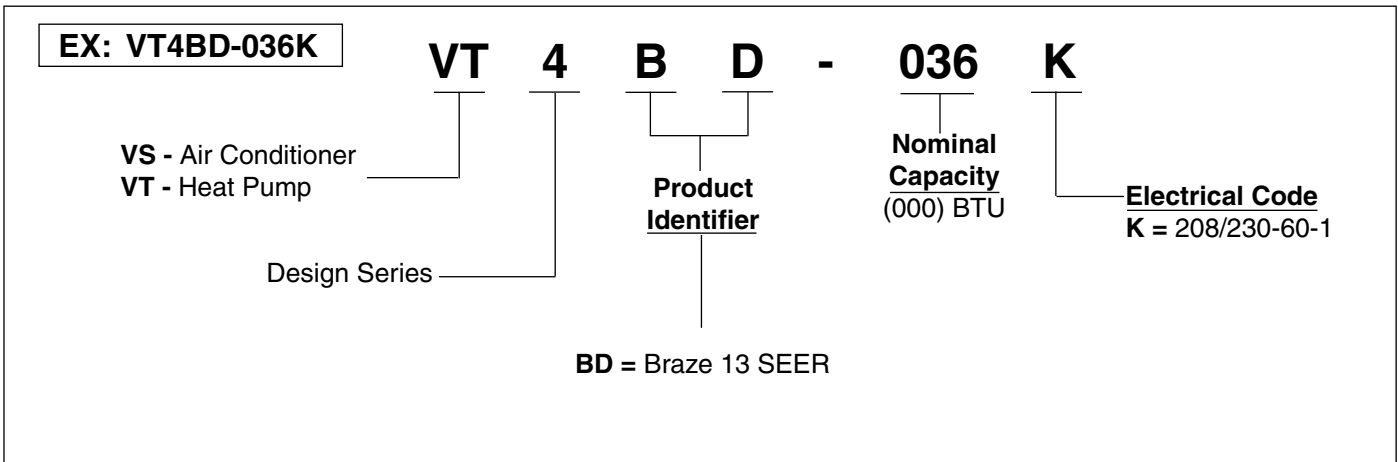 EX: VT4BD-036K
VT 4 B D - 036 K
VS - Air Conditioner
VT - Heat Pump
Design Series
Product
Identifier
BD = Braze 13 SEER
Nominal
Capacity
(000) BTU
Electrical Code
K = 208/230-60-1